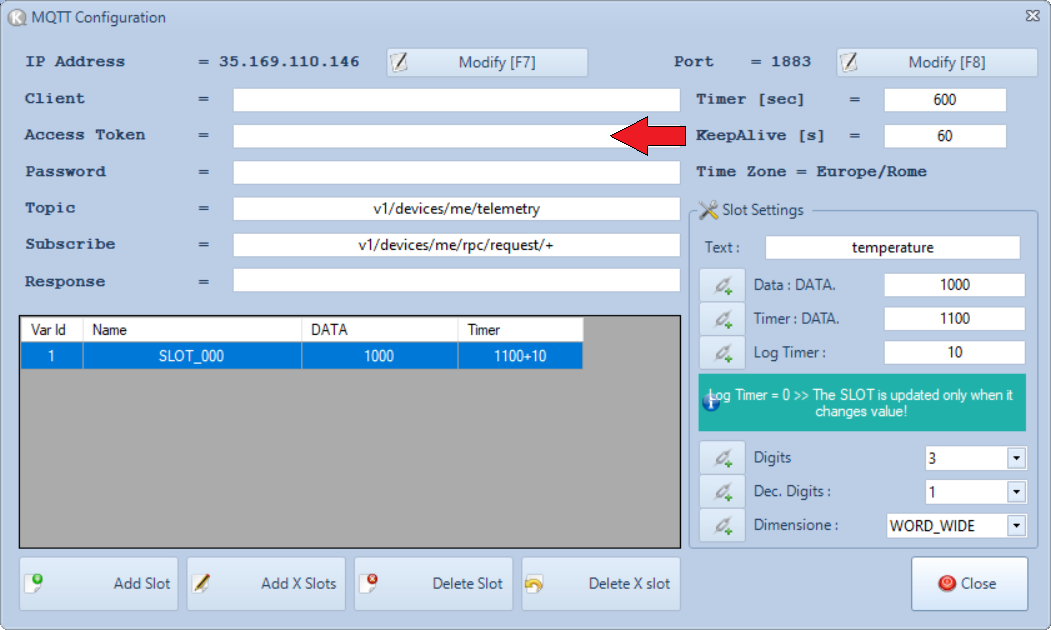 MQTT Configuration
IP Address = 35.169.110.146 Modify [F7] Port = 1883 Modify [F8]
Client = Timer [sec] = 600
Access Token = KeepAlive [s] = 60
Password = Time Zone = Europe/Rome
Topic = v1/devices/me/telemetry
Subscribe = v1/devices/me/rpc/request/+
Response =
Slot Settings
Text : temperature
Data : DATA. 1000
Timer : DATA. 1100
Log Timer : 10
Log Timer = 0 >> The SLOT is updated only when it
changes value!
Digits 3
Dec. Digits : 1
Dimensione : WORD_WIDE
Var Id Name DATA Timer
1 SLOT_000 1000 1100+10
Add Slot Add X Slots Delete Slot Delete X slot Close